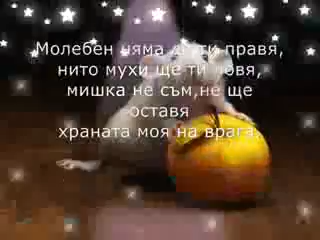 Молебен няма да ти правя,
нито мухи ще ти ловя,
мишка не съм,не ще
оставя
храната моя на врага.